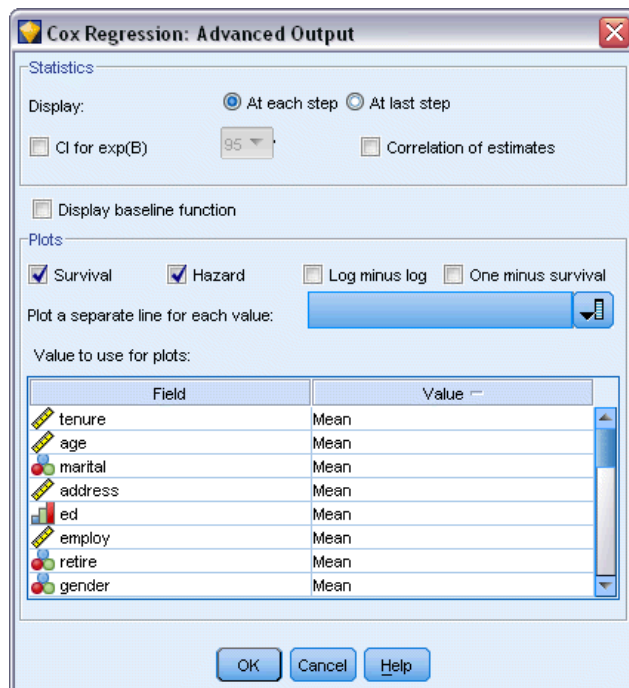 Cox Regression: Advanced Output
Statistics
Display: At each step At last step
CI for exp(B) 95 Correlation of estimates
Display baseline function
Plots
Survival Hazard Log minus log One minus survival
Plot a separate line for each value:
Value to use for plots:
Field Value
tenure Mean
age Mean
marital Mean
address Mean
ed Mean
employ Mean
retire Mean
gender Mean
OK Cancel Help